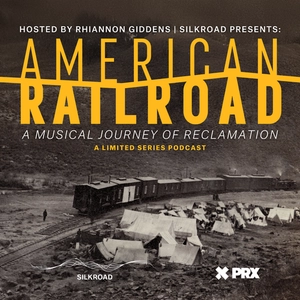 HOSTED BY RHIANNON GIDDENS | SILKROAD PRESENTS:
AMERICAN
RAILROAD
A MUSICAL JOURNEY OF RECLAMATION
A LIMITED SERIES PODCAST
SILKROAD
PRX